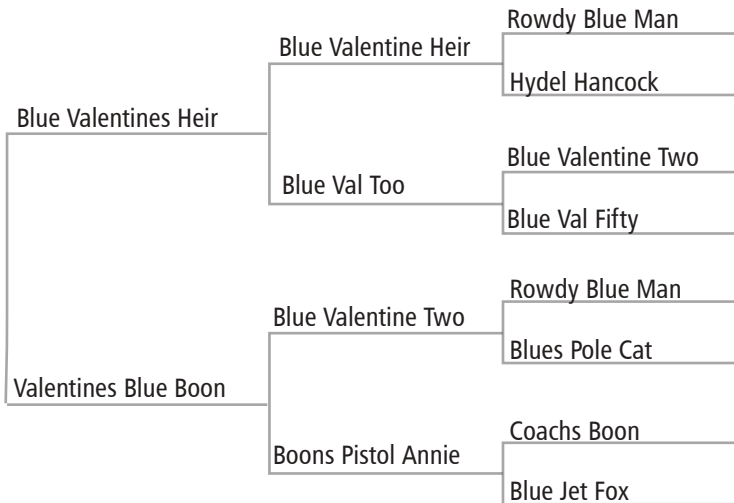 Rowdy Blue Man
Blue Valentine Heir
Hydel Hancock
Blue Valentines Heir
Blue Valentine Two
Blue Val Too
Blue Val Fifty
Rowdy Blue Man
Blue Valentine Two
Blues Pole Cat
Valentines Blue Boon
Coachs Boon
Boons Pistol Annie
Blue Jet Fox